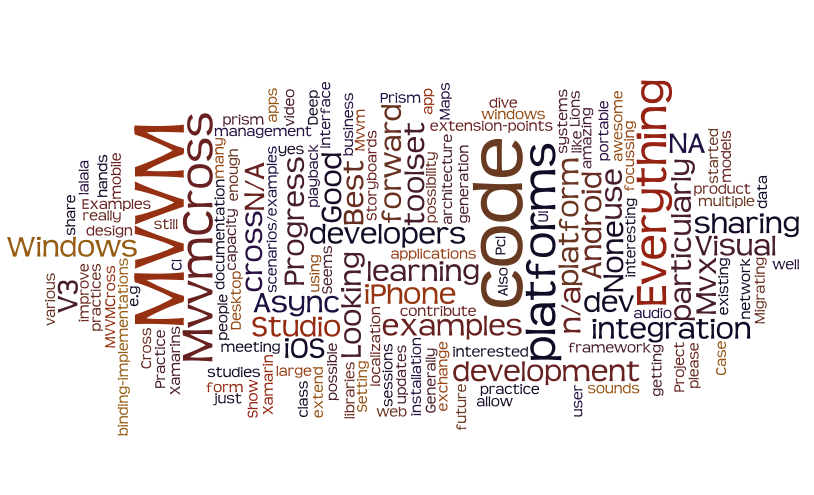 Windows
various
V3
share
improve
practices
Examples
really
design
lalala
hands
mobile
MVVMCross
binding-implementations
e.g
MVVM
still
Cross
Practice
Xamarins
CI
MvvmCross
prism
management
many
documentation
people
capacity
enough
Desktop
cross
N/A
apps
scenarios/examples
yes
video
Progress
playback
Deep
Interface
Good
using
Seems
developers
Async
Studio
meeting
iOS
studies
form
just
show
Xamarin
large
class
extend
possible
libraries
Setting
localization
Looking
Best
business
Mvvm
storyboards
forward
Prism
toolset
app
possibility
Maps
architecture
generation
extension-points
windows
dive
applications
learning
iPhone
contribute
examples
sessions
updates
web
installation
Generally
exchange
future
interested
development
practice
allow
code
Also
Pcl
platforms
UI
n/aplatform
systems
like
Lions
amazing
Android
portable
None
use
awesome
interesting
focussing
Everything
dev
integration
framework
user
sounds
getting
audio
particularly
NA
product
multiple
started
models
sharing
Visual
Mvx
existing
network
data
Migrating
well
Project
please
Case